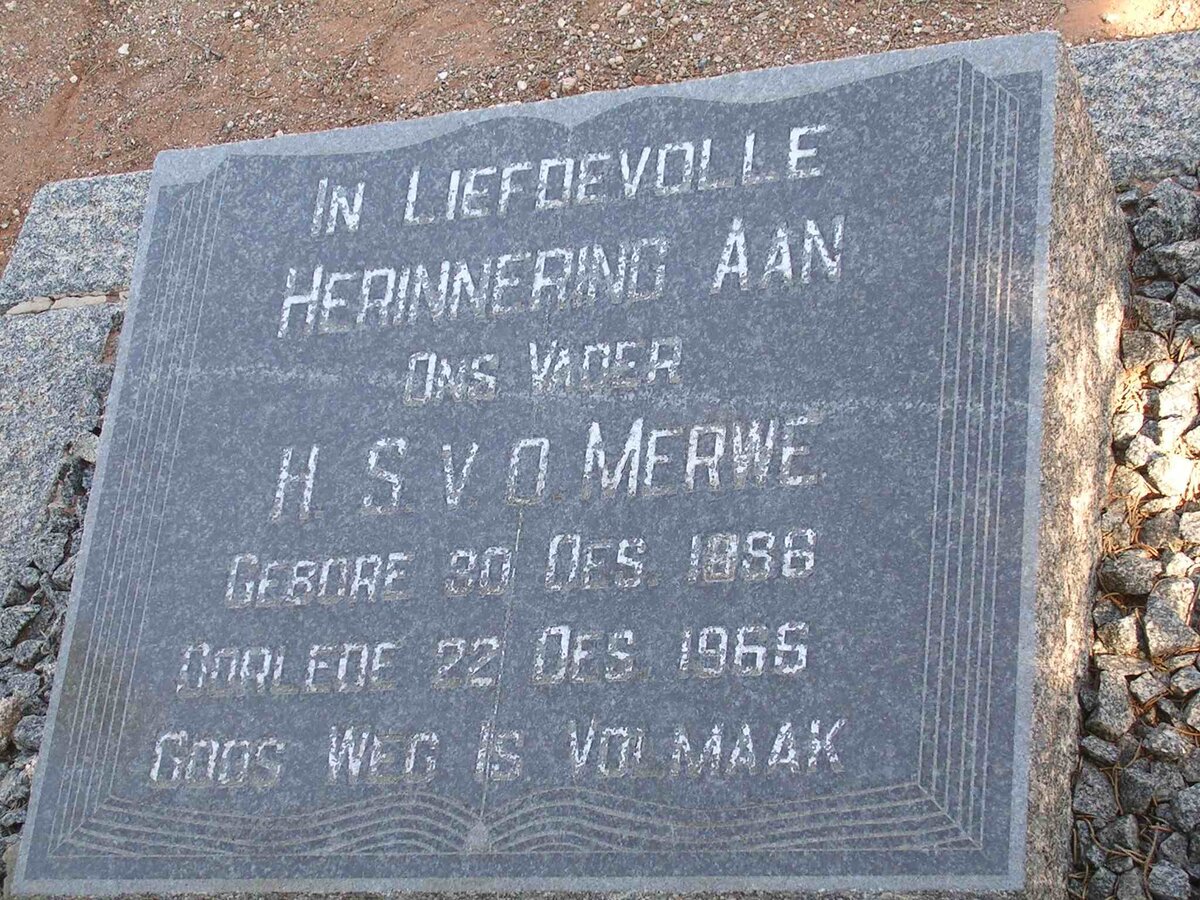 In Liefdevolle
Herinnering Aan
Ons Vader
H. S. v. d. Merwe.
Gebore 30 Des. 1886
Oorlede 22 Des. 1965
Gods Weg Is Volmaak